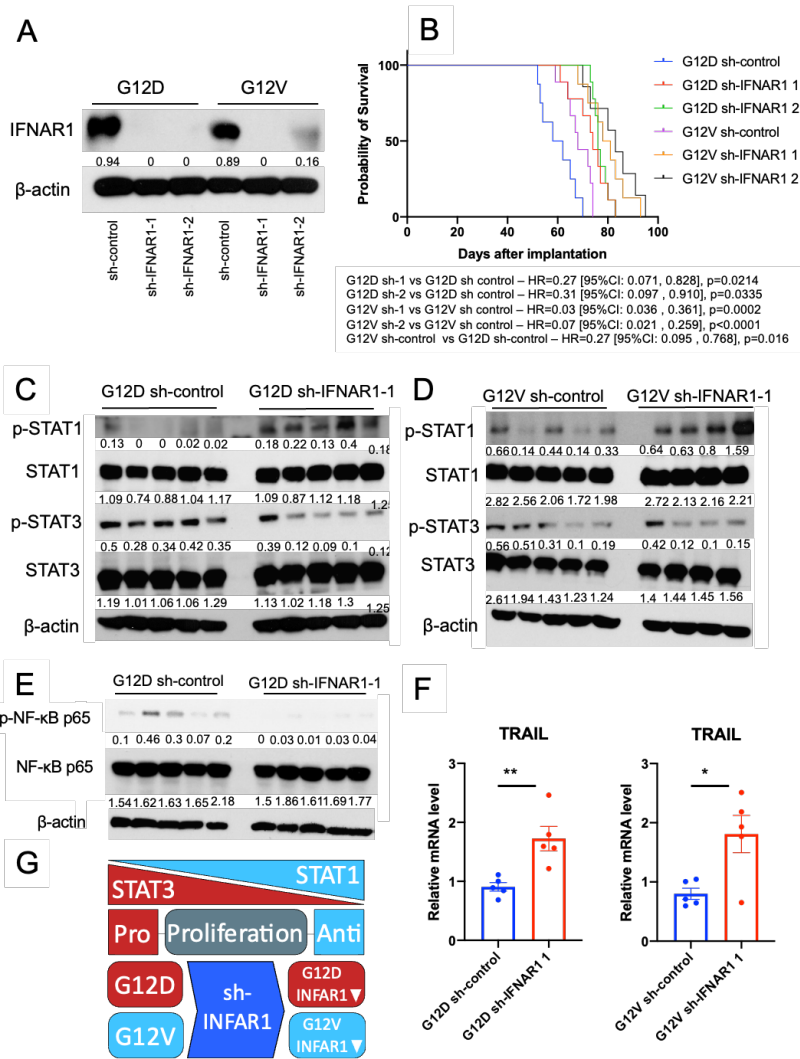 A
G12D G12V
IFNAR1
0.94 0 0 0.89 0 0.16
β-actin
sh-control
sh-IFNAR1-1
sh-IFNAR1-2
sh-control
sh-IFNAR1-1
sh-IFNAR1-2
B
Probability of Survival
100
50
0
0 20 40 60 80 100
Days after implantation
G12D sh-control
G12D sh-IFNAR1 1
G12D sh-IFNAR1 2
G12V sh-control
G12V sh-IFNAR1 1
G12V sh-IFNAR1 2
G12D sh-1 vs G12D sh control – HR=0.27 [95%CI: 0.071, 0.828], p=0.0214
G12D sh-2 vs G12D sh control – HR=0.31 [95%CI: 0.097 , 0.910], p=0.0335
G12V sh-1 vs G12V sh control – HR=0.03 [95%CI: 0.036 , 0.361], p=0.0002
G12V sh-2 vs G12V sh control – HR=0.07 [95%CI: 0.021 , 0.259], p<0.0001
G12V sh-control vs G12D sh-control – HR=0.27 [95%CI: 0.095 , 0.768], p=0.016
C
G12D sh-control G12D sh-IFNAR1-1
p-STAT1
0.13 0 0 0.02 0.02 0.18 0.22 0.13 0.4 0.18
STAT1
1.09 0.74 0.88 1.04 1.17 1.09 0.87 1.12 1.18 1.25
p-STAT3
0.5 0.28 0.34 0.42 0.35 0.39 0.12 0.09 0.1 0.12
STAT3
1.19 1.01 1.06 1.06 1.29 1.13 1.02 1.18 1.3 1.25
β-actin
D
G12V sh-control G12V sh-IFNAR1-1
p-STAT1
0.66 0.14 0.44 0.14 0.33 0.64 0.63 0.8 1.59
STAT1
2.82 2.56 2.06 1.72 1.98 2.72 2.13 2.16 2.21
p-STAT3
0.56 0.51 0.31 0.1 0.19 0.42 0.12 0.1 0.15
STAT3
2.61 1.94 1.43 1.23 1.24 1.4 1.44 1.45 1.56
β-actin
E
G12D sh-control G12D sh-IFNAR1-1
p-NF-κB p65
0.1 0.46 0.3 0.07 0.2 0 0.03 0.01 0.03 0.04
NF-κB p65
1.54 1.62 1.63 1.65 2.18 1.5 1.86 1.61 1.69 1.77
β-actin
F
TRAIL
Relative mRNA level
3
2
1
0
**
G12D sh-control
G12D sh-IFNAR1 1
TRAIL
Relative mRNA level
3
2
1
0
*
G12V sh-control
G12V sh-IFNAR1 1
G
STAT3 STAT1
Pro Proliferation Anti
G12D
G12V
sh-
INFAR1
G12D
INFAR1▼
G12V
INFAR1▼